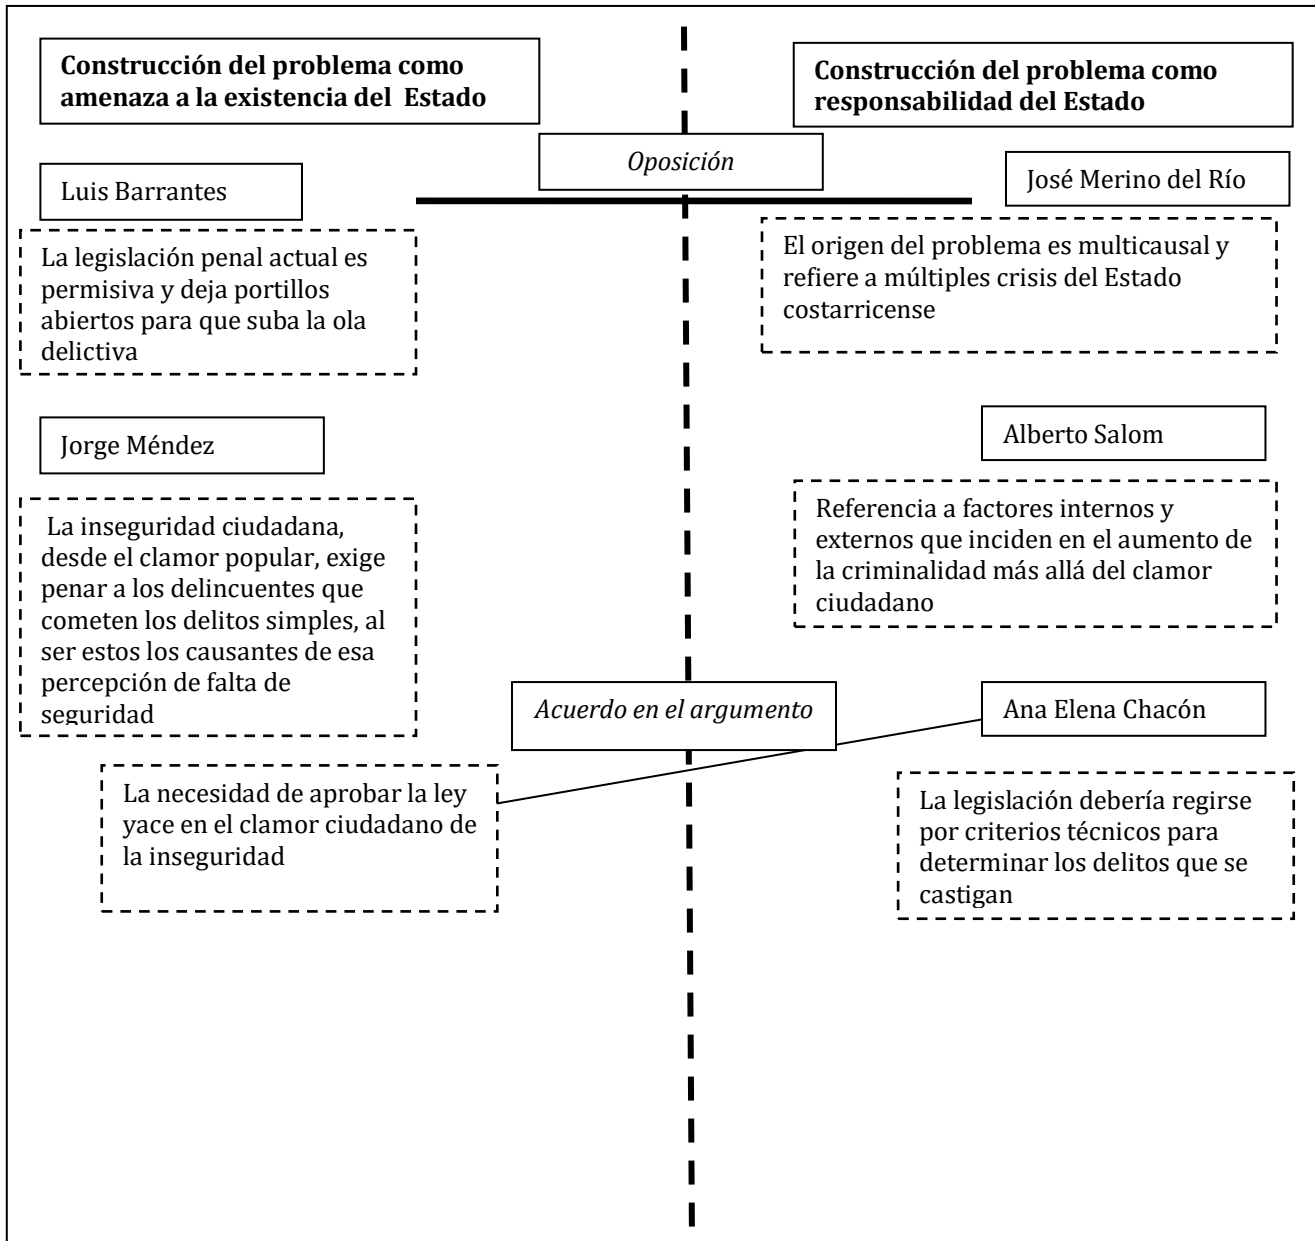 Construcción del problema como
amenaza a la existencia del Estado
Construcción del problema como
responsabilidad del Estado
Oposición
Luis Barrantes
José Merino del Río
La legislación penal actual es
permisiva y deja portillos
abiertos para que suba la ola
delictiva
El origen del problema es multicausal y
refiere a múltiples crisis del Estado
costarricense
Jorge Méndez
Alberto Salom
La inseguridad ciudadana,
desde el clamor popular, exige
penar a los delincuentes que
cometen los delitos simples, al
ser estos los causantes de esa
percepción de falta de
seguridad
Referencia a factores internos y
externos que inciden en el aumento de
la criminalidad más allá del clamor
ciudadano
Acuerdo en el argumento
Ana Elena Chacón
La necesidad de aprobar la ley
yace en el clamor ciudadano de
la inseguridad
La legislación debería regirse
por criterios técnicos para
determinar los delitos que se
castigan